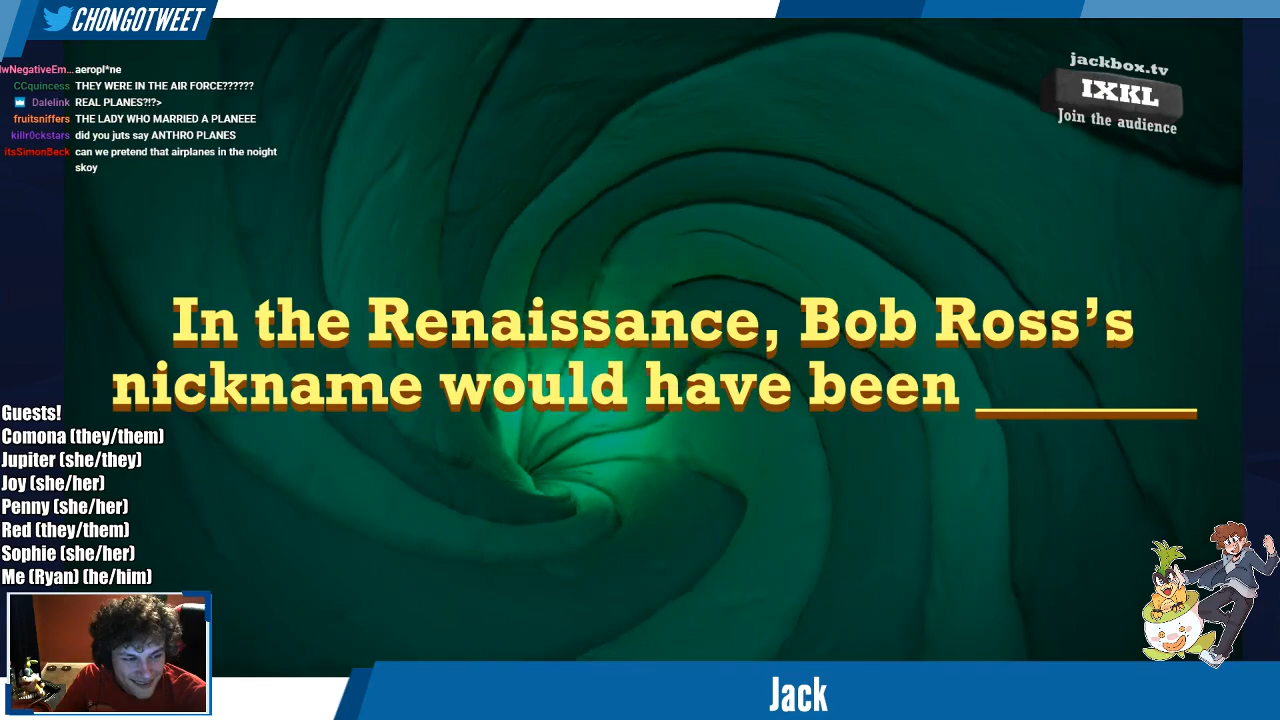 CHONGOTWEET
wNegativeEm... aeropl*ne
CCquincess THEY WERE IN THE AIR FORCE??????
Dalelink REAL PLANES?!?>
fruitsniffers THE LADY WHO MARRIED A PLANEEE
killr0ckstars did you juts say ANTHRO PLANES
itsSimonBeck can we pretend that airplanes in the noight
skoy
jackbox.tv
IXKL
Join the audience
In the Renaissance, Bob Ross's
nickname would have been ______
Guests!
Comona (they/them)
Jupiter (she/they)
Joy (she/her)
Penny (she/her)
Red (they/them)
Sophie (she/her)
Me (Ryan) (he/him)
Jack